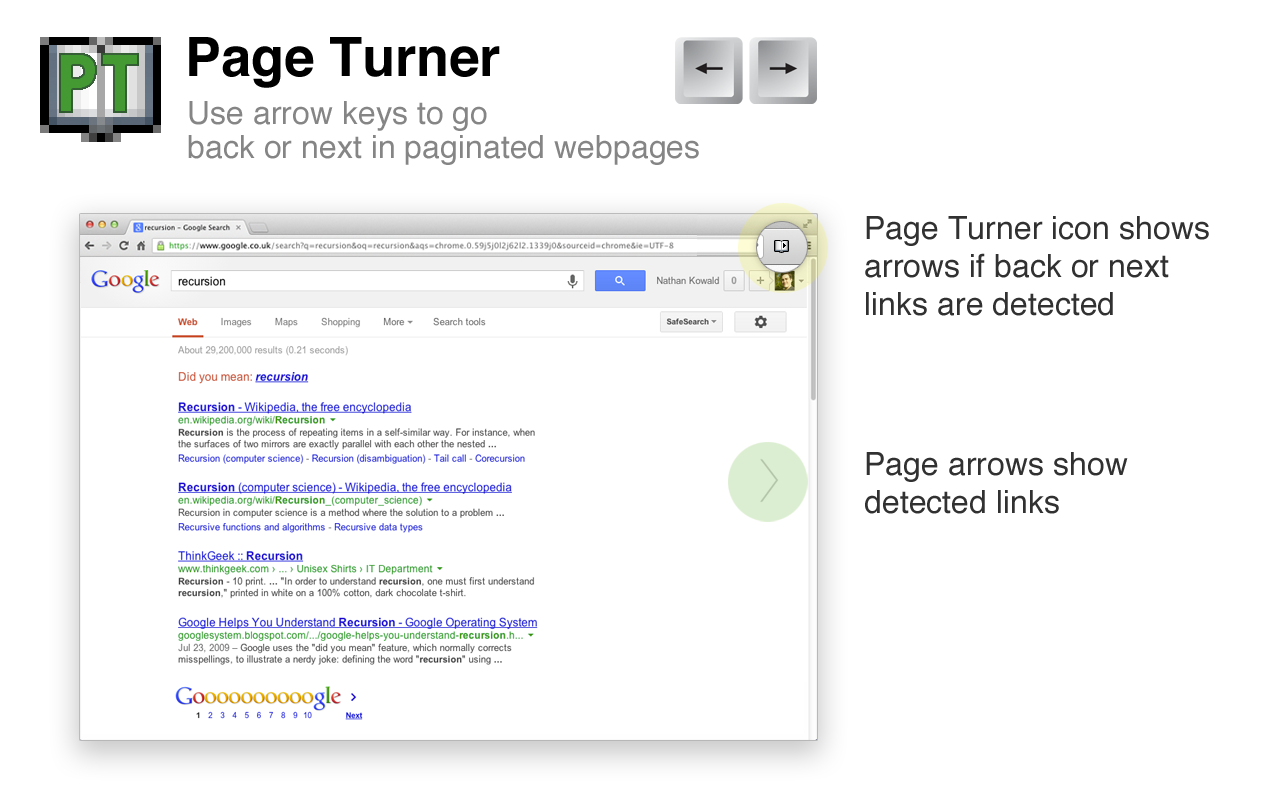 PT
Page Turner
Use arrow keys to go
back or next in paginated webpages
← →
recursion - Google Search ×
https://www.google.co.uk/search?q=recursion&oq=recursion&aqs=chrome.0.59j5j0l2j62l2.1339j0&sourceid=chrome&ie=UTF-8
Google recursion Nathan Kowald 0 +
Web Images Maps Shopping More Search tools SafeSearch
About 29,200,000 results (0.21 seconds)
Did you mean: recursion
Recursion - Wikipedia, the free encyclopedia
en.wikipedia.org/wiki/Recursion
Recursion is the process of repeating items in a self-similar way. For instance, when
the surfaces of two mirrors are exactly parallel with each other the nested ...
Recursion (computer science) - Recursion (disambiguation) - Tail call - Corecursion
Recursion (computer science) - Wikipedia, the free encyclopedia
en.wikipedia.org/wiki/Recursion_(computer_science)
Recursion in computer science is a method where the solution to a problem ...
Recursive functions and algorithms - Recursive data types
ThinkGeek :: Recursion
www.thinkgeek.com › ... › Unisex Shirts › IT Department
Recursion - 10 print. ... "In order to understand recursion, one must first understand
recursion," printed in white on a 100% cotton, dark chocolate t-shirt.
Google Helps You Understand Recursion - Google Operating System
googlesystem.blogspot.com/.../google-helps-you-understand-recursion.h...
Jul 23, 2009 – Google uses the "did you mean" feature, which normally corrects
misspellings, to illustrate a nerdy joke: defining the word "recursion" using ...
Goooooooooogle >
1 2 3 4 5 6 7 8 9 10 Next
Page Turner icon shows
arrows if back or next
links are detected
Page arrows show
detected links